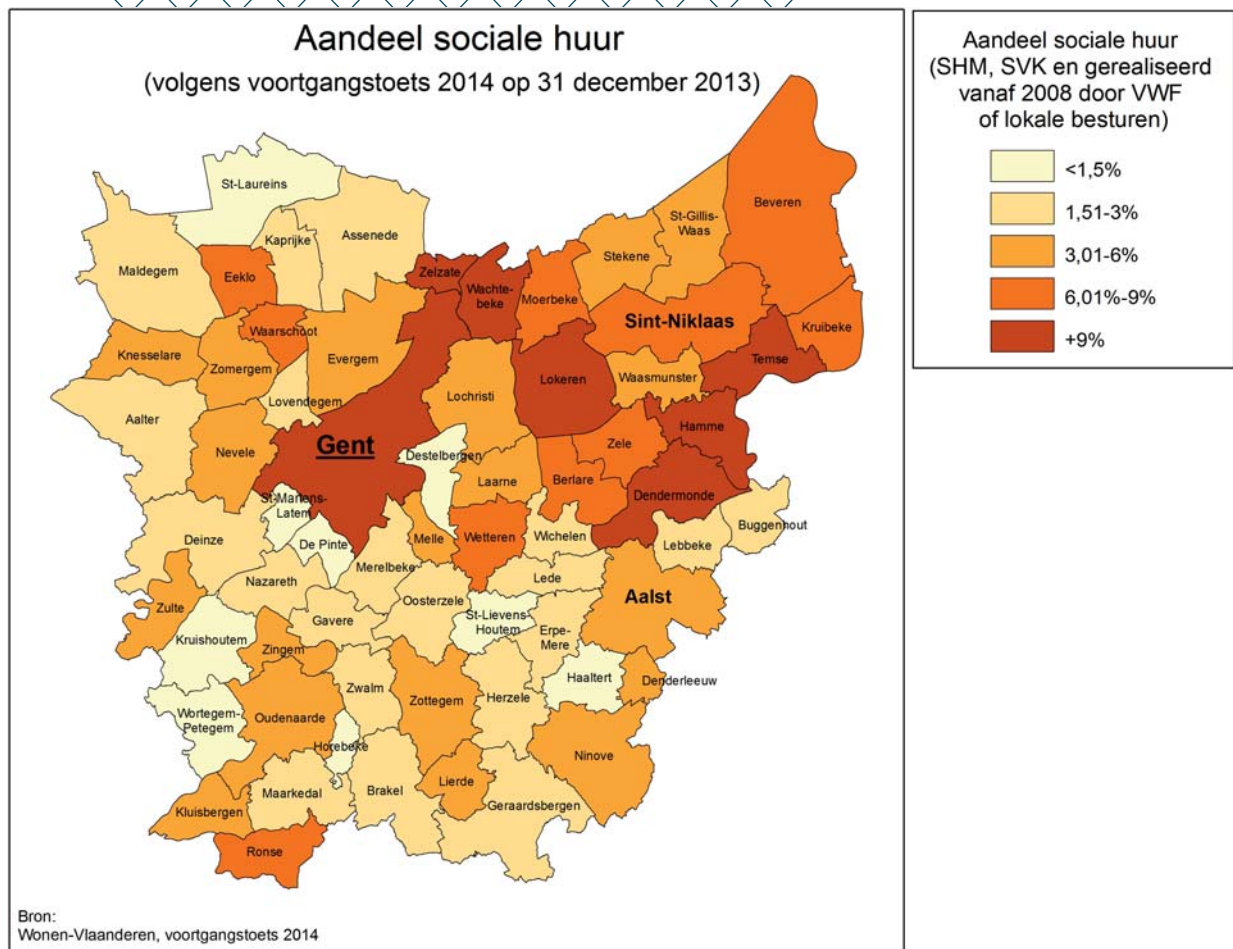 Aandeel sociale huur
(volgens voortgangstoets 2014 op 31 december 2013)
St-Laureins
Maldegem
Kaprijke
Assenede
Eeklo
Zelzate
Wachte-
beke
Moerbeke
Stekene
St-Gillis-
Waas
Beveren
Knesselare
Waarschoot
Zomergem
Evergem
Sint-Niklaas
Kruibeke
Temse
Aalter
Lovendegem
Lochristi
Lokeren
Waasmunster
Nevele
Gent
Destelbergen
Laarne
Zele
Hamme
Berlare
Dendermonde
St-Martens-
Latem
De Pinte
Deinze
Melle
Wetteren
Wichelen
Lebbeke
Buggenhout
Nazareth
Merelbeke
Lede
Aalst
Zulte
Oosterzele
Kruishoutem
Gavere
St-Lievens-
Houtem
Erpe-
Mere
Zingem
Zwalm
Zottegem
Herzele
Haaltert
Denderleeuw
Wortegem-
Petegem
Oudenaarde
Horebeke
Ninove
Kluisbergen
Maarkedal
Brakel
Lierde
Geraardsbergen
Ronse
Bron:
Wonen-Vlaanderen, voortgangstoets 2014
Aandeel sociale huur
(SHM, SVK en gerealiseerd
vanaf 2008 door VWF
of lokale besturen)
<1,5%
1,51-3%
3,01-6%
6,01%-9%
+9%